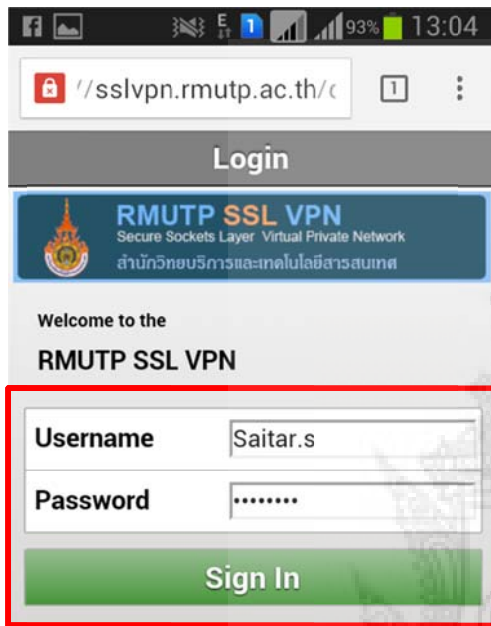 E 1 93% 13:04
//sslvpn.rmutp.ac.th/c 1
Login
RMUTP SSL VPN
Secure Sockets Layer Virtual Private Network
สำนักวิทยบริการและเทคโนโลยีสารสนเทศ
Welcome to the
RMUTP SSL VPN
Username Saitar.s
Password ••••••••
Sign In